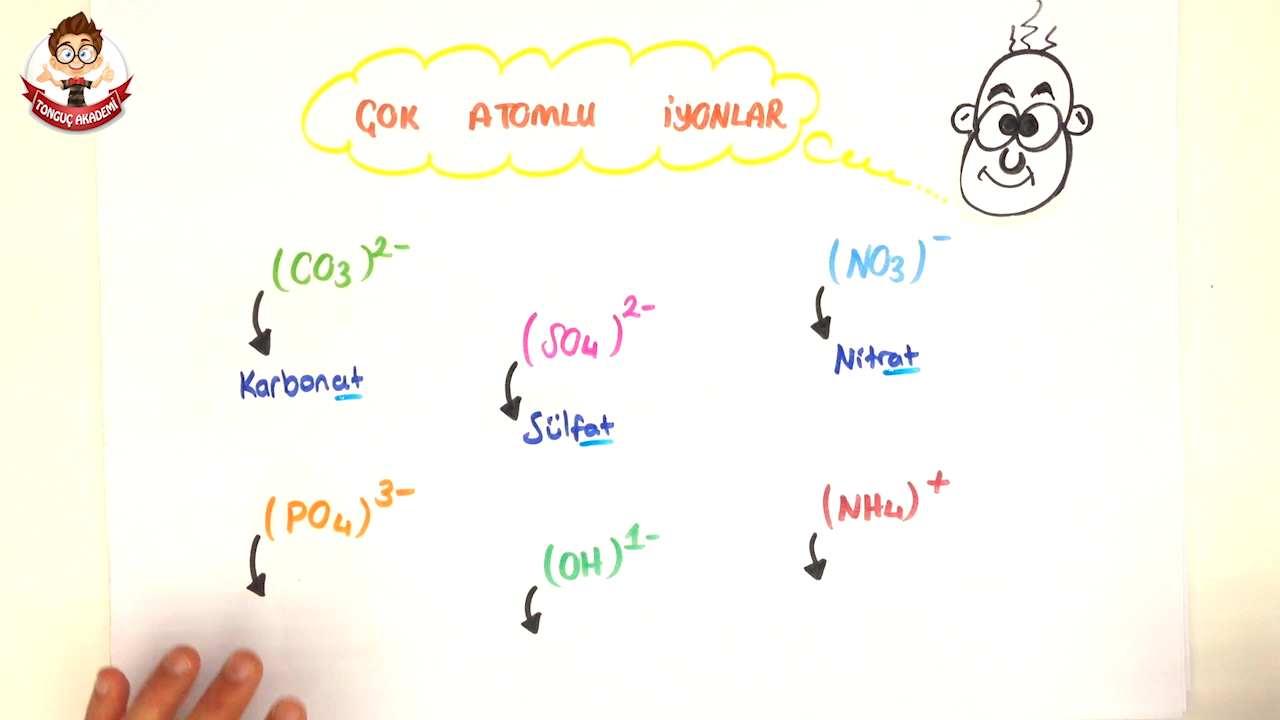 TONGUÇ AKADEMİ
ÇOK ATOMLU İYONLAR
(CO₃)²⁻
Karbonat
(SO₄)²⁻
Sülfat
(NO₃)⁻
Nitrat
(PO₄)³⁻
(OH)¹⁻
(NH₄)⁺